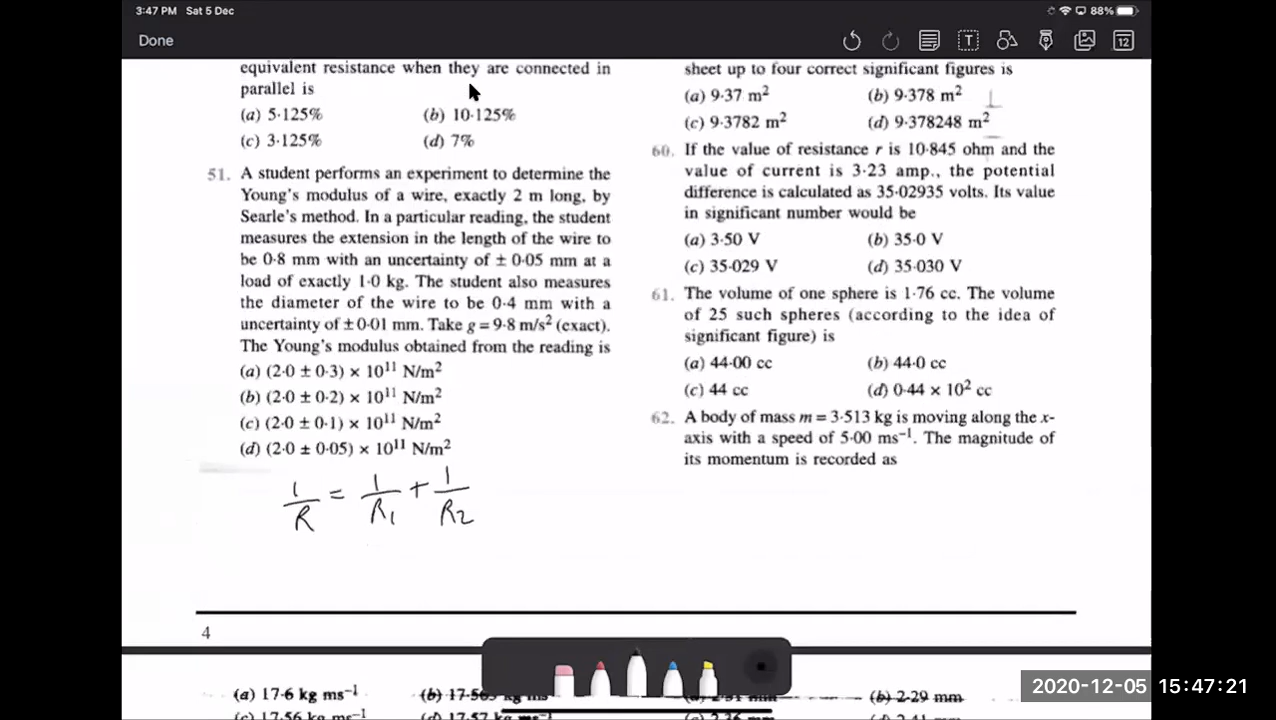 3:47 PM Sat 5 Dec
88%
Done
T
12
equivalent resistance when they are connected in
parallel is
(a) 5·125% (b) 10·125%
(c) 3·125% (d) 7%
51. A student performs an experiment to determine the
Young's modulus of a wire, exactly 2 m long, by
Searle's method. In a particular reading, the student
measures the extension in the length of the wire to
be 0·8 mm with an uncertainty of ± 0·05 mm at a
load of exactly 1·0 kg. The student also measures
the diameter of the wire to be 0·4 mm with a
uncertainty of ± 0·01 mm. Take g = 9·8 m/s² (exact).
The Young's modulus obtained from the reading is
(a) (2·0 ± 0·3) × 10¹¹ N/m²
(b) (2·0 ± 0·2) × 10¹¹ N/m²
(c) (2·0 ± 0·1) × 10¹¹ N/m²
(d) (2·0 ± 0·05) × 10¹¹ N/m²
1/R = 1/R₁ + 1/R₂
4
sheet up to four correct significant figures is
(a) 9·37 m² (b) 9·378 m²
(c) 9·3782 m² (d) 9·378248 m²
60. If the value of resistance r is 10·845 ohm and the
value of current is 3·23 amp., the potential
difference is calculated as 35·02935 volts. Its value
in significant number would be
(a) 3·50 V (b) 35·0 V
(c) 35·029 V (d) 35·030 V
61. The volume of one sphere is 1·76 cc. The volume
of 25 such spheres (according to the idea of
significant figure) is
(a) 44·00 cc (b) 44·0 cc
(c) 44 cc (d) 0·44 × 10² cc
62. A body of mass m = 3·513 kg is moving along the x-
axis with a speed of 5·00 ms⁻¹. The magnitude of
its momentum is recorded as
(a) 17·6 kg ms⁻¹ (b)
(b) 2·29 mm
2020-12-05 15:47:21